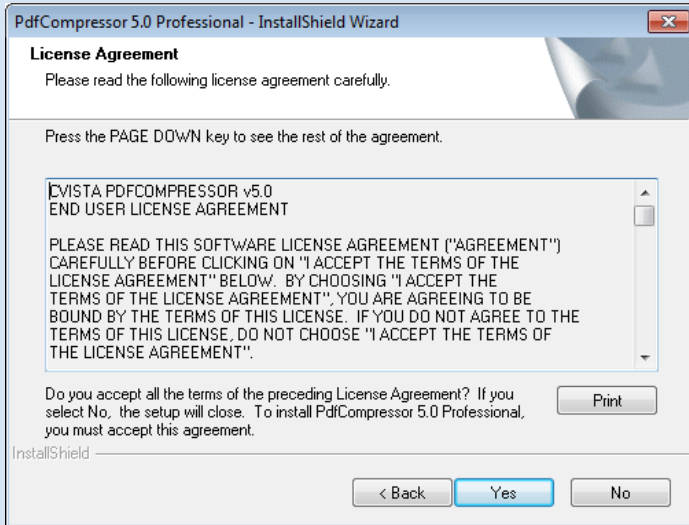 PdfCompressor 5.0 Professional - InstallShield Wizard
License Agreement
Please read the following license agreement carefully.
Press the PAGE DOWN key to see the rest of the agreement.
CVISTA PDFCOMPRESSOR v5.0
END USER LICENSE AGREEMENT
PLEASE READ THIS SOFTWARE LICENSE AGREEMENT ("AGREEMENT")
CAREFULLY BEFORE CLICKING ON "I ACCEPT THE TERMS OF THE
LICENSE AGREEMENT" BELOW.  BY CHOOSING "I ACCEPT THE
TERMS OF THE LICENSE AGREEMENT", YOU ARE AGREEING TO BE
BOUND BY THE TERMS OF THIS LICENSE.  IF YOU DO NOT AGREE TO THE
TERMS OF THIS LICENSE, DO NOT CHOOSE "I ACCEPT THE TERMS OF
THE LICENSE AGREEMENT".
Do you accept all the terms of the preceding License Agreement?  If you
select No,  the setup will close.  To install PdfCompressor 5.0 Professional,
you must accept this agreement.
Print
InstallShield
< Back
Yes
No